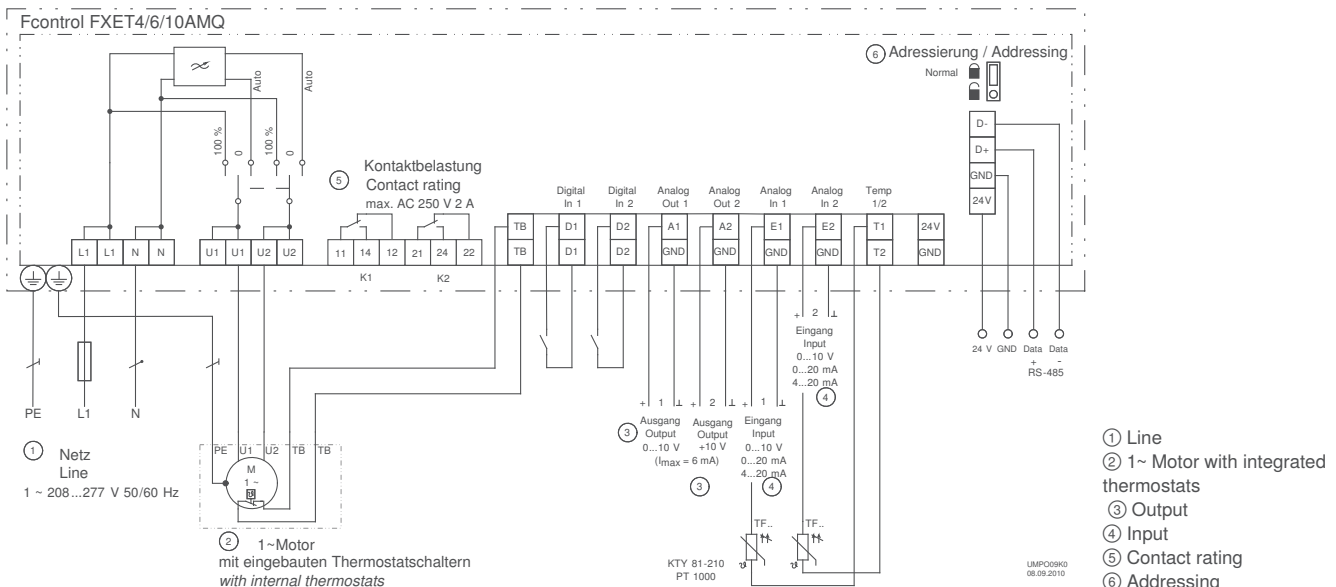 Fcontrol FXET4/6/10AMQ
6 Adressierung / Addressing
Normal
Auto
Auto
100 %
0
100 %
0
5 Kontaktbelastung
Contact rating
max. AC 250 V 2 A
D-
D+
GND
24V
Digital In 1
Digital In 2
Analog Out 1
Analog Out 2
Analog In 1
Analog In 2
Temp 1/2
L1 L1 N N U1 U1 U2 U2 11 14 12 21 24 22
K1 K2
TB D1 D2 A1 A2 E1 E2 T1 24V
TB D1 D2 GND GND GND GND T2 GND
24 V GND Data + Data -
RS-485
+ 2 ⊥
Eingang
Input
0...10 V
0...20 mA
4...20 mA
4
PE L1 N
1 Netz
Line
1 ~ 208...277 V 50/60 Hz
PE U1 U2 TB TB
M
1 ~
ϑ
2 1~Motor
mit eingebauten Thermostatschaltern
with internal thermostats
+ 1 ⊥
3 Ausgang
Output
0...10 V
(Imax = 6 mA)
+ 2 ⊥
Ausgang
Output
+10 V
3
+ 1 ⊥
Eingang
Input
0...10 V
0...20 mA
4...20 mA
4
TF.. TF..
ϑ ϑ
KTY 81-210
PT 1000
UMPO09K0
08.09.2010
① Line
② 1~ Motor with integrated
thermostats
③ Output
④ Input
⑤ Contact rating
⑥ Addressing